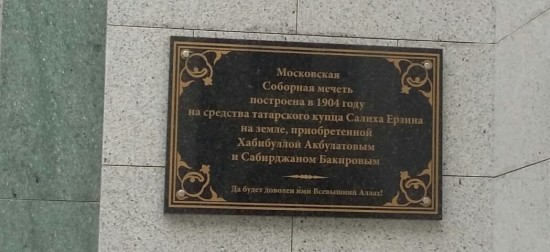 Московская
Соборная мечеть
построена в 1904 году
на средства татарского купца Салиха Ерзина
на земле, приобретенной
Хабибуллой Акбулатовым
и Сабирджаном Бакировым
Да будет доволен ими Всевышний Аллах!